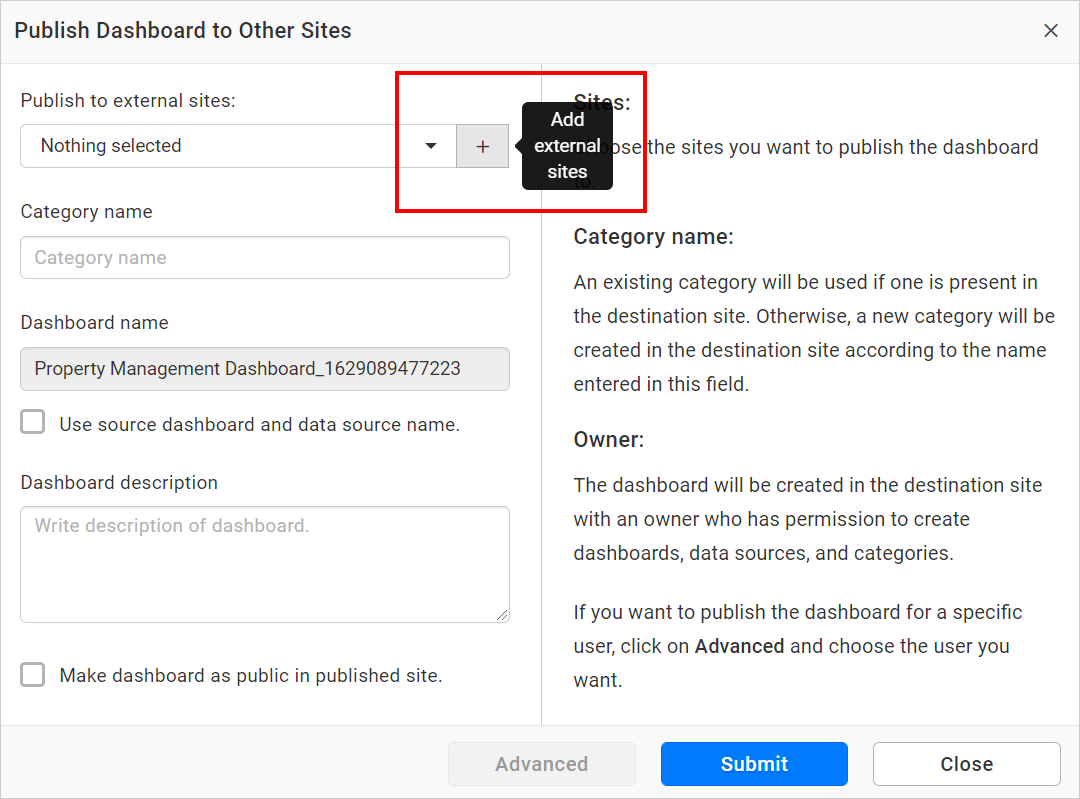 Publish Dashboard to Other Sites
Publish to external sites:
Nothing selected
+
Add
external
sites
Category name
Category name
Dashboard name
Property Management Dashboard_1629089477223
Use source dashboard and data source name.
Dashboard description
Write description of dashboard.
Make dashboard as public in published site.
Sites:
the sites you want to publish the dashboard
Category name:
An existing category will be used if one is present in
the destination site. Otherwise, a new category will be
created in the destination site according to the name
entered in this field.
Owner:
The dashboard will be created in the destination site
with an owner who has permission to create
dashboards, data sources, and categories.
If you want to publish the dashboard for a specific
user, click on Advanced and choose the user you
want.
Advanced
Submit
Close